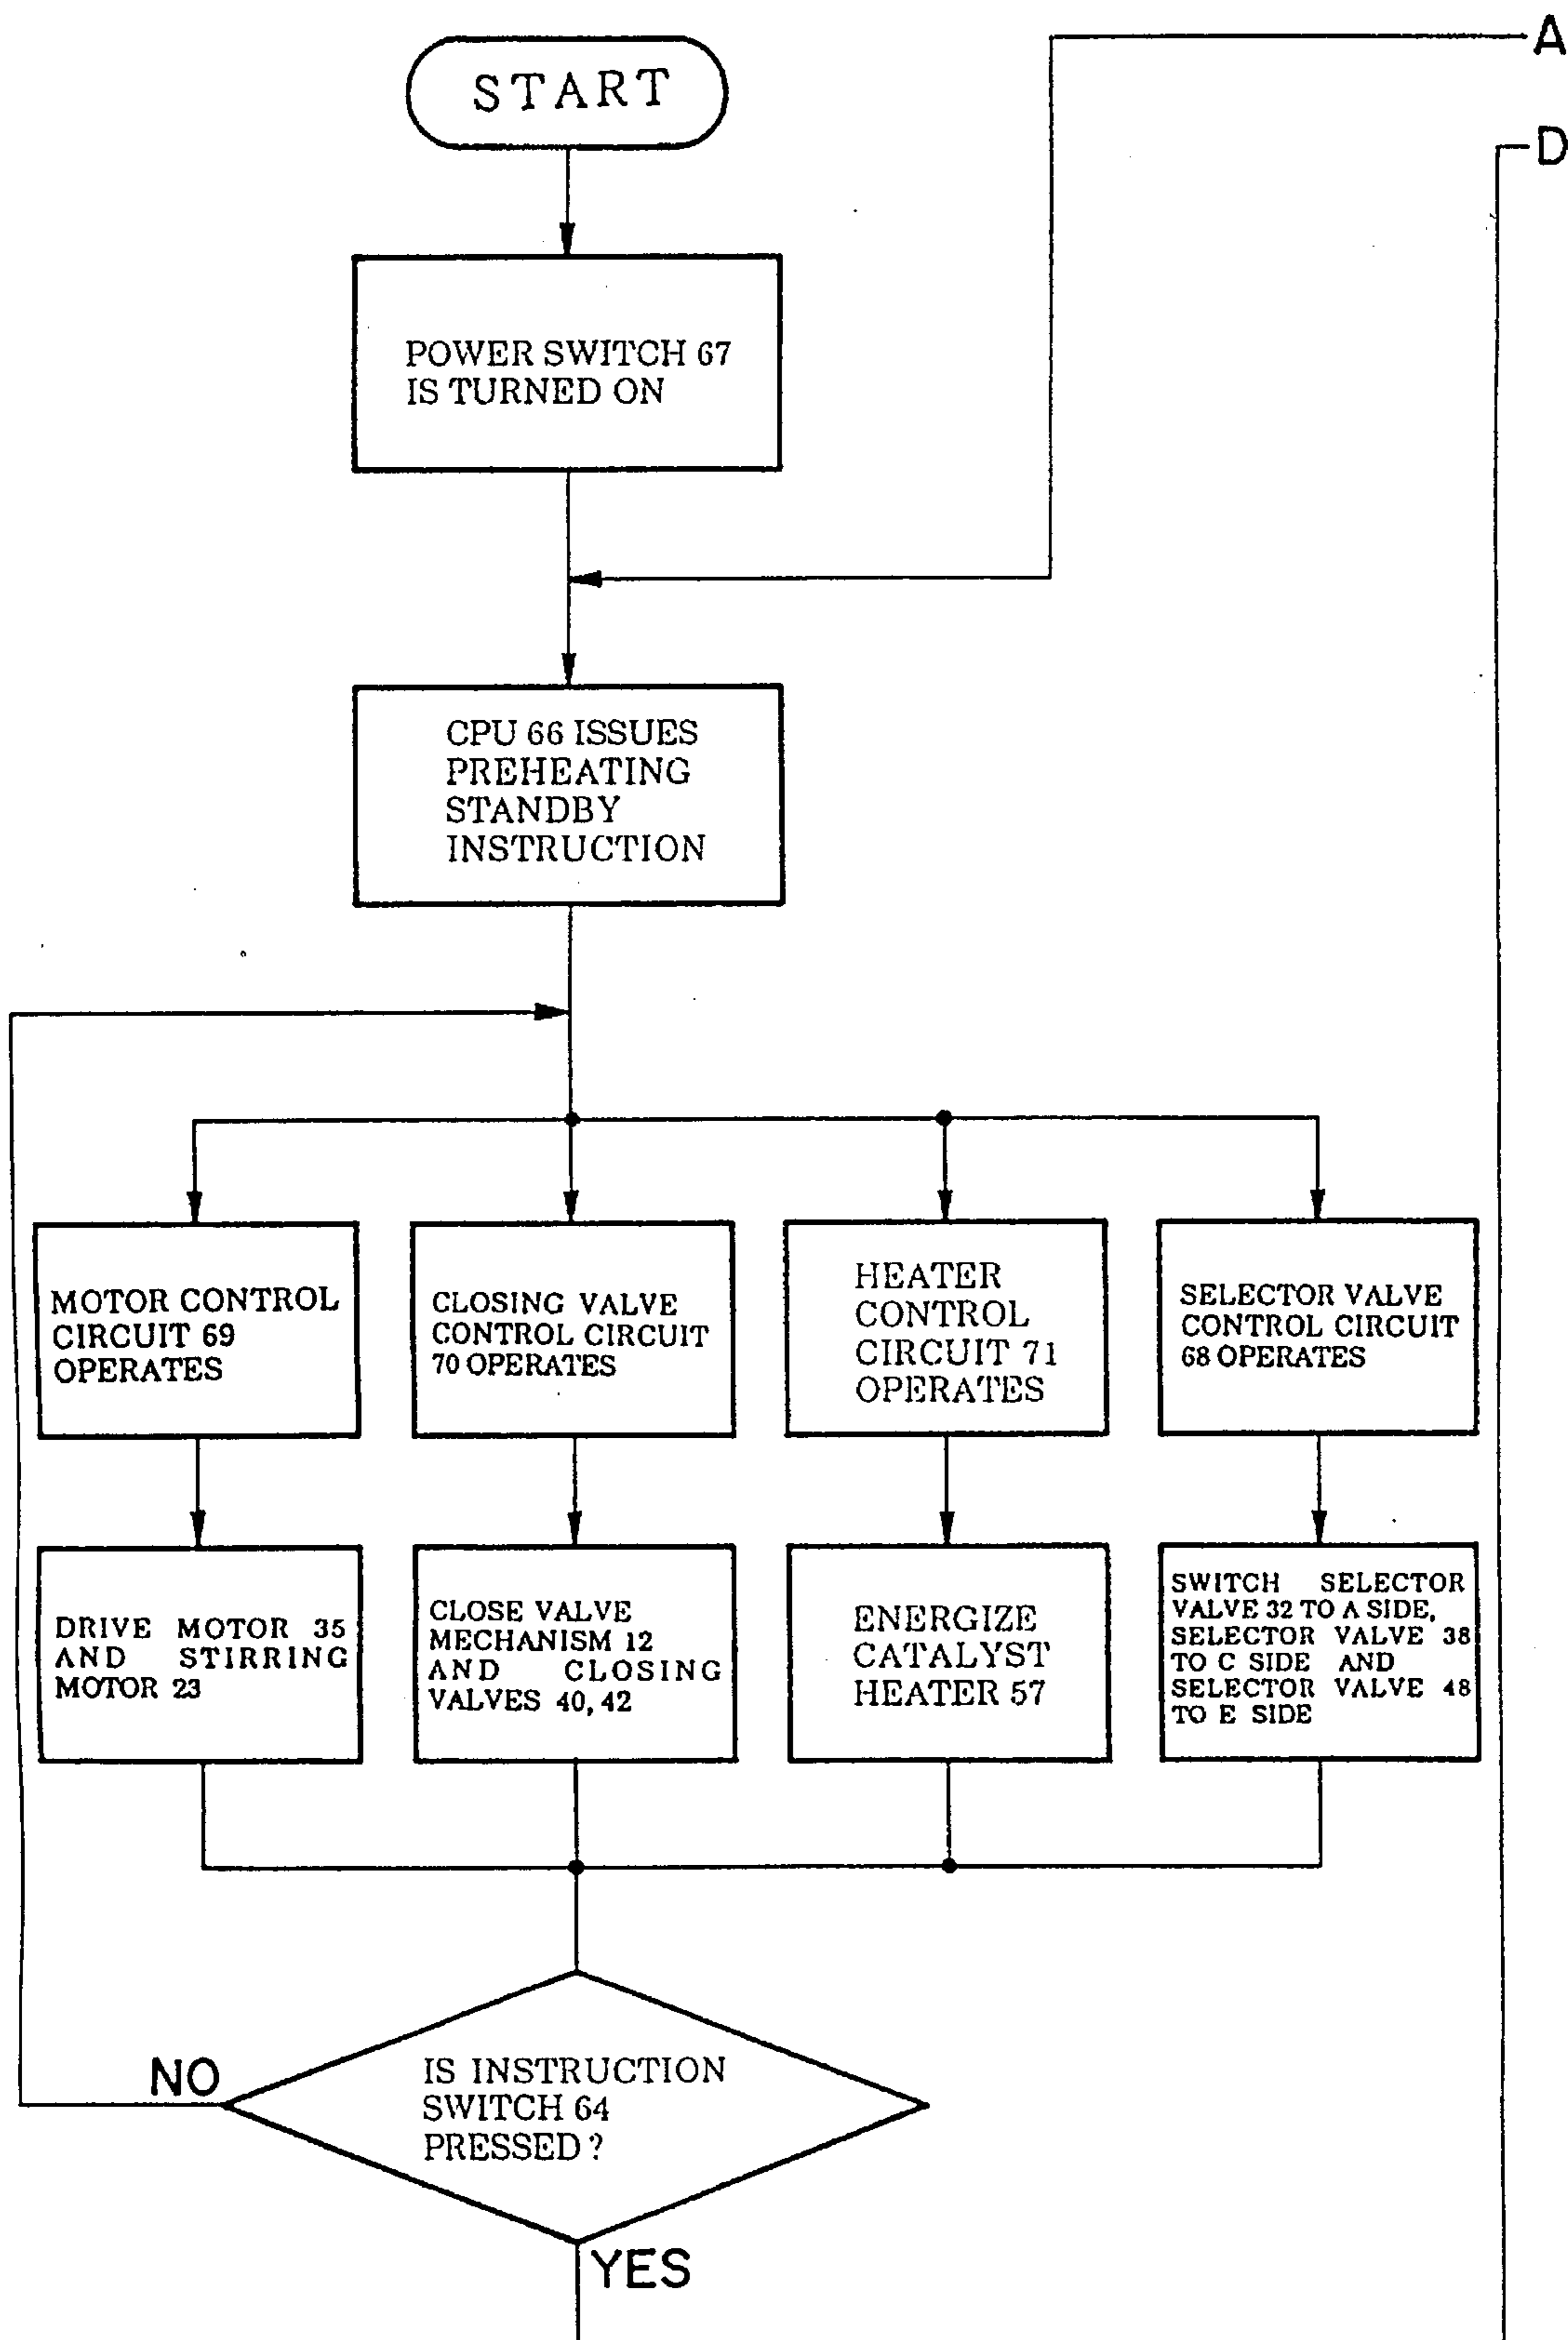 A
START
D
POWER SWITCH 67
IS TURNED ON
CPU 66 ISSUES
PREHEATING
STANDBY
INSTRUCTION
MOTOR CONTROL
CIRCUIT 69
OPERATES
CLOSING VALVE
CONTROL CIRCUIT
70 OPERATES
HEATER
CONTROL
CIRCUIT 71
OPERATES
SELECTOR VALVE
CONTROL CIRCUIT
68 OPERATES
DRIVE MOTOR 35
AND STIRRING
MOTOR 23
CLOSE VALVE
MECHANISM 12
AND CLOSING
VALVES 40, 42
ENERGIZE
CATALYST
HEATER 57
SWITCH SELECTOR
VALVE 32 TO A SIDE,
SELECTOR VALVE 38
TO C SIDE AND
SELECTOR VALVE 48
TO E SIDE
NO
IS INSTRUCTION
SWITCH 64
PRESSED?
YES